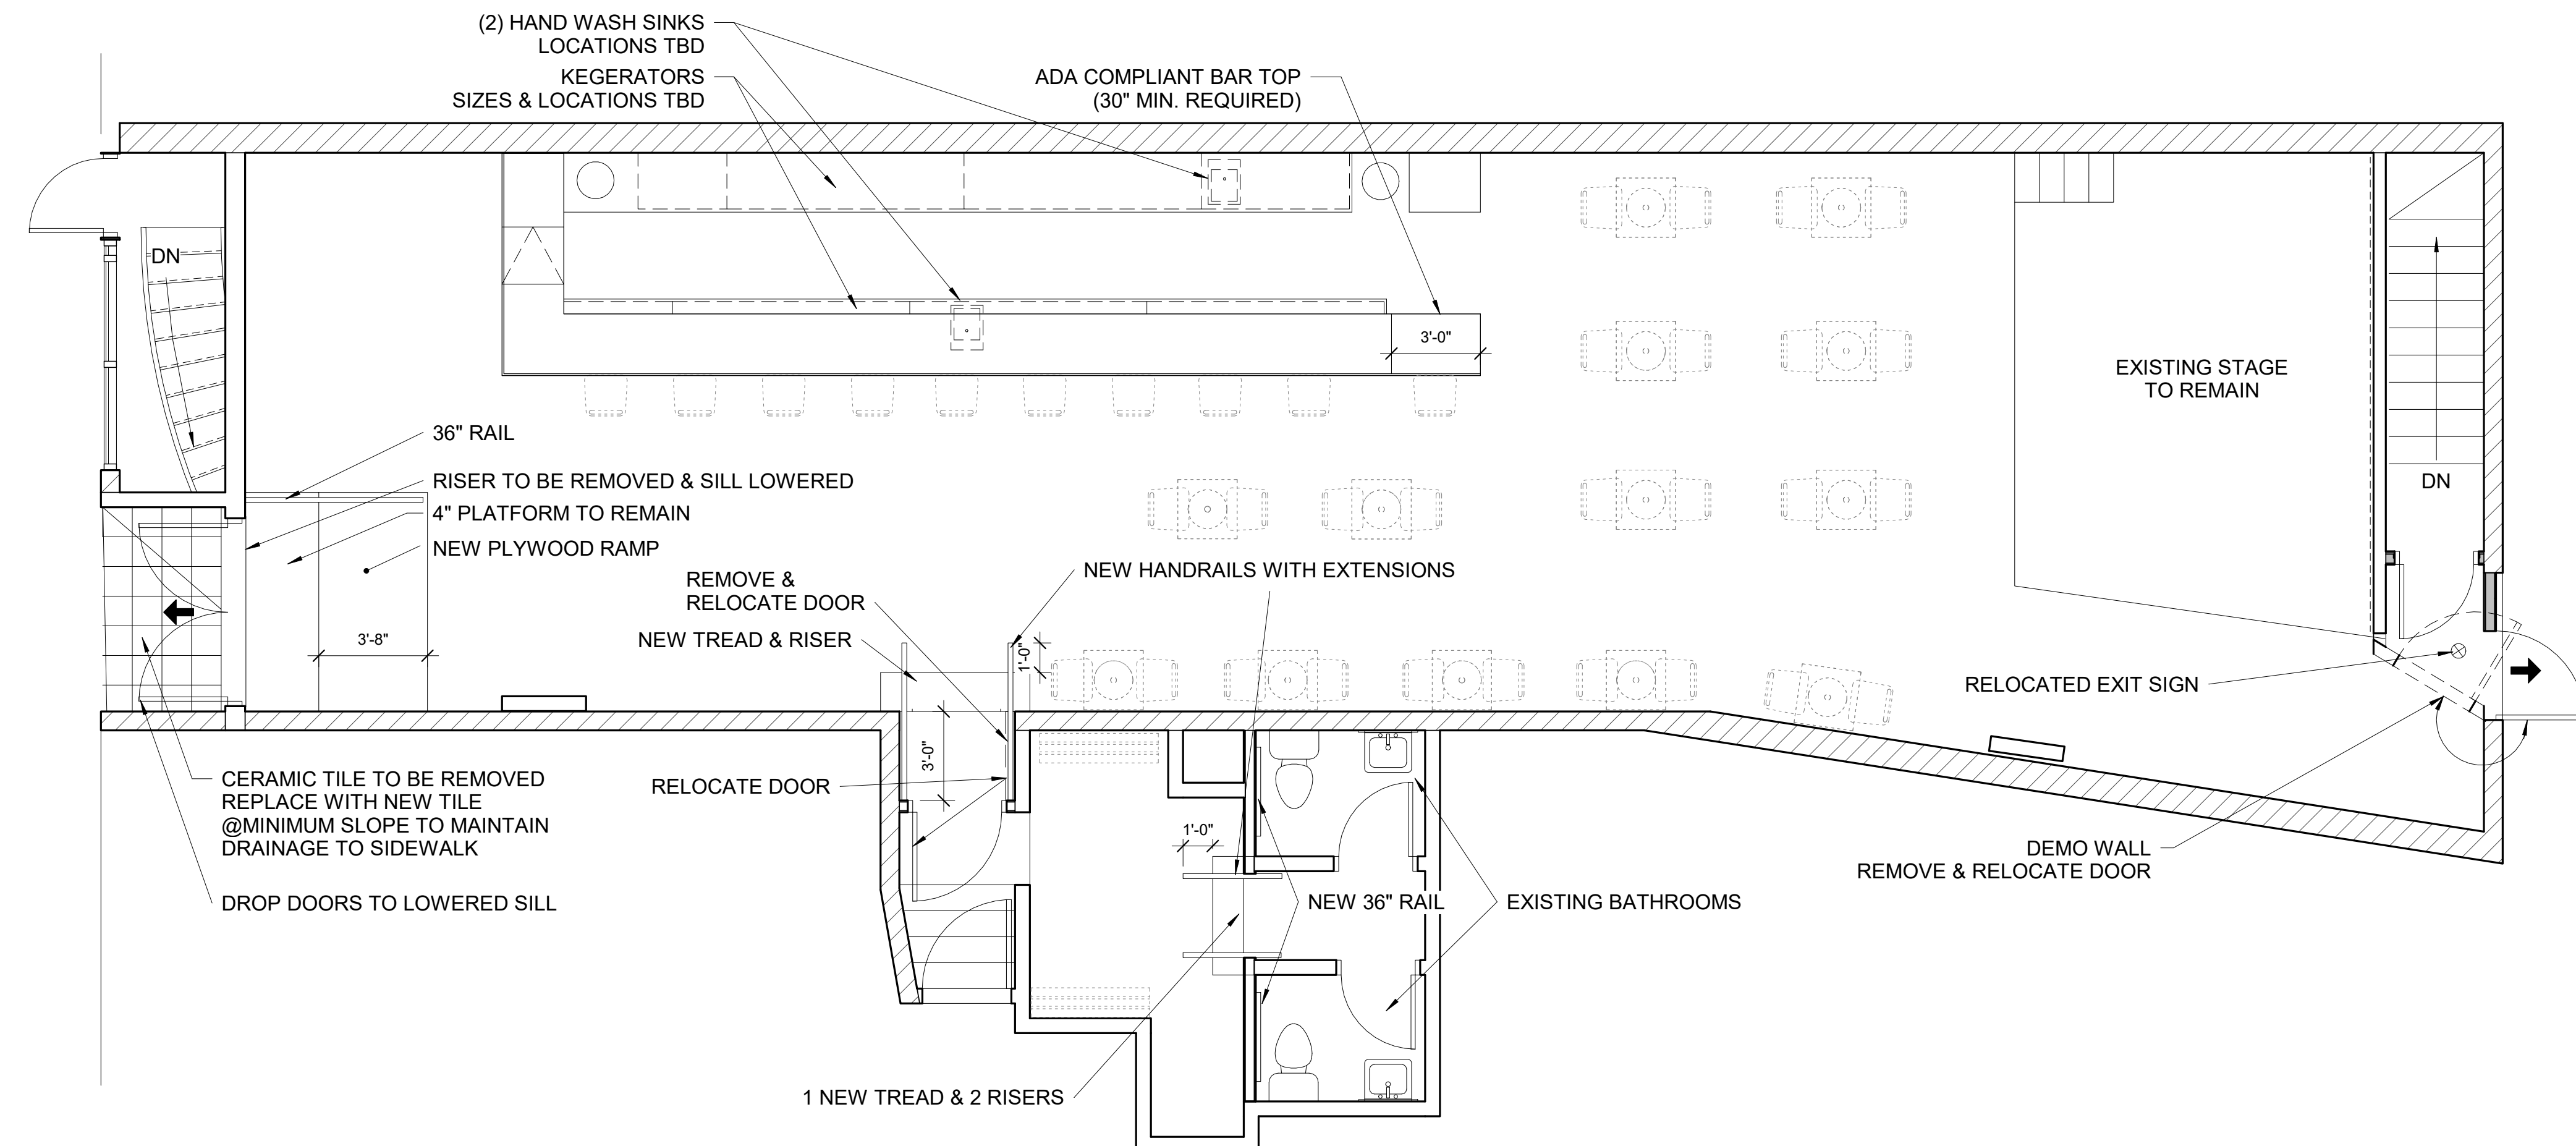 (2) HAND WASH SINKS
LOCATIONS TBD
KEGERATORS
SIZES & LOCATIONS TBD
ADA COMPLIANT BAR TOP
(30" MIN. REQUIRED)
DN
3'-0"
EXISTING STAGE
TO REMAIN
36" RAIL
RISER TO BE REMOVED & SILL LOWERED
4" PLATFORM TO REMAIN
NEW PLYWOOD RAMP
DN
REMOVE &
RELOCATE DOOR
NEW HANDRAILS WITH EXTENSIONS
NEW TREAD & RISER
3'-8"
1'-0"
RELOCATED EXIT SIGN
3'-0"
RELOCATE DOOR
CERAMIC TILE TO BE REMOVED
REPLACE WITH NEW TILE
@MINIMUM SLOPE TO MAINTAIN
DRAINAGE TO SIDEWALK
1'-0"
DEMO WALL
REMOVE & RELOCATE DOOR
DROP DOORS TO LOWERED SILL
NEW 36" RAIL
EXISTING BATHROOMS
1 NEW TREAD & 2 RISERS